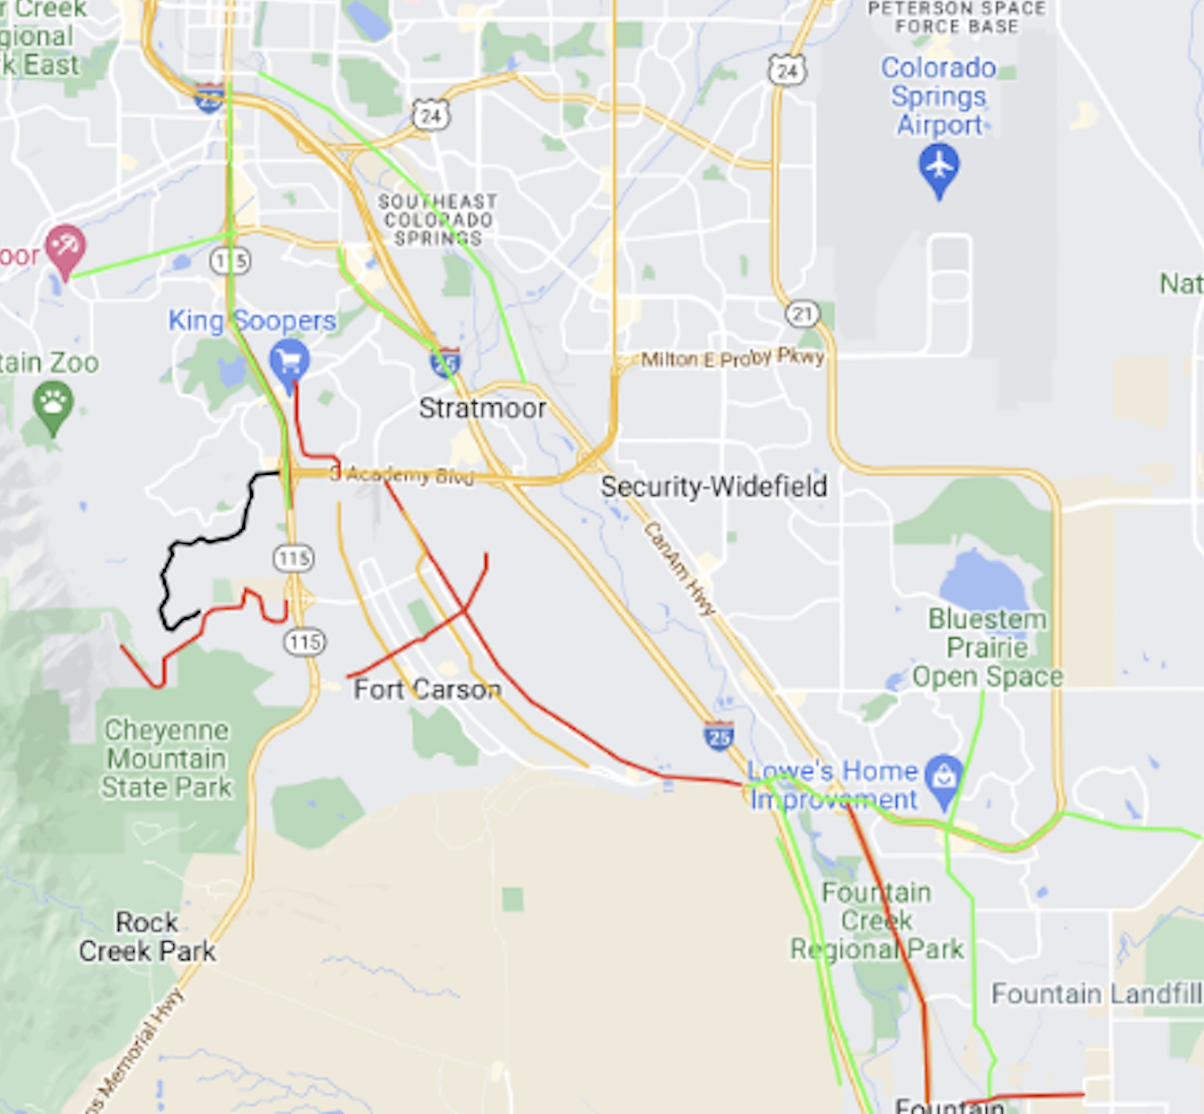 r Creek
gional
k East
PETERSON SPACE
FORCE BASE
24
Colorado
Springs
Airport
25
24
SOUTHEAST
COLORADO
SPRINGS
oor
115
Nat
21
King Soopers
Milton E Proby Pkwy
tain Zoo
25
Stratmoor
S Academy Blvd
Security-Widefield
CanAm Hwy
115
115
Bluestem
Prairie
Open Space
Fort Carson
Cheyenne
Mountain
State Park
25
Lowe's Home
Improvement
Fountain
Creek
Regional Park
Rock
Creek Park
Fountain Landfill
ns Memorial Hwy
Fountain